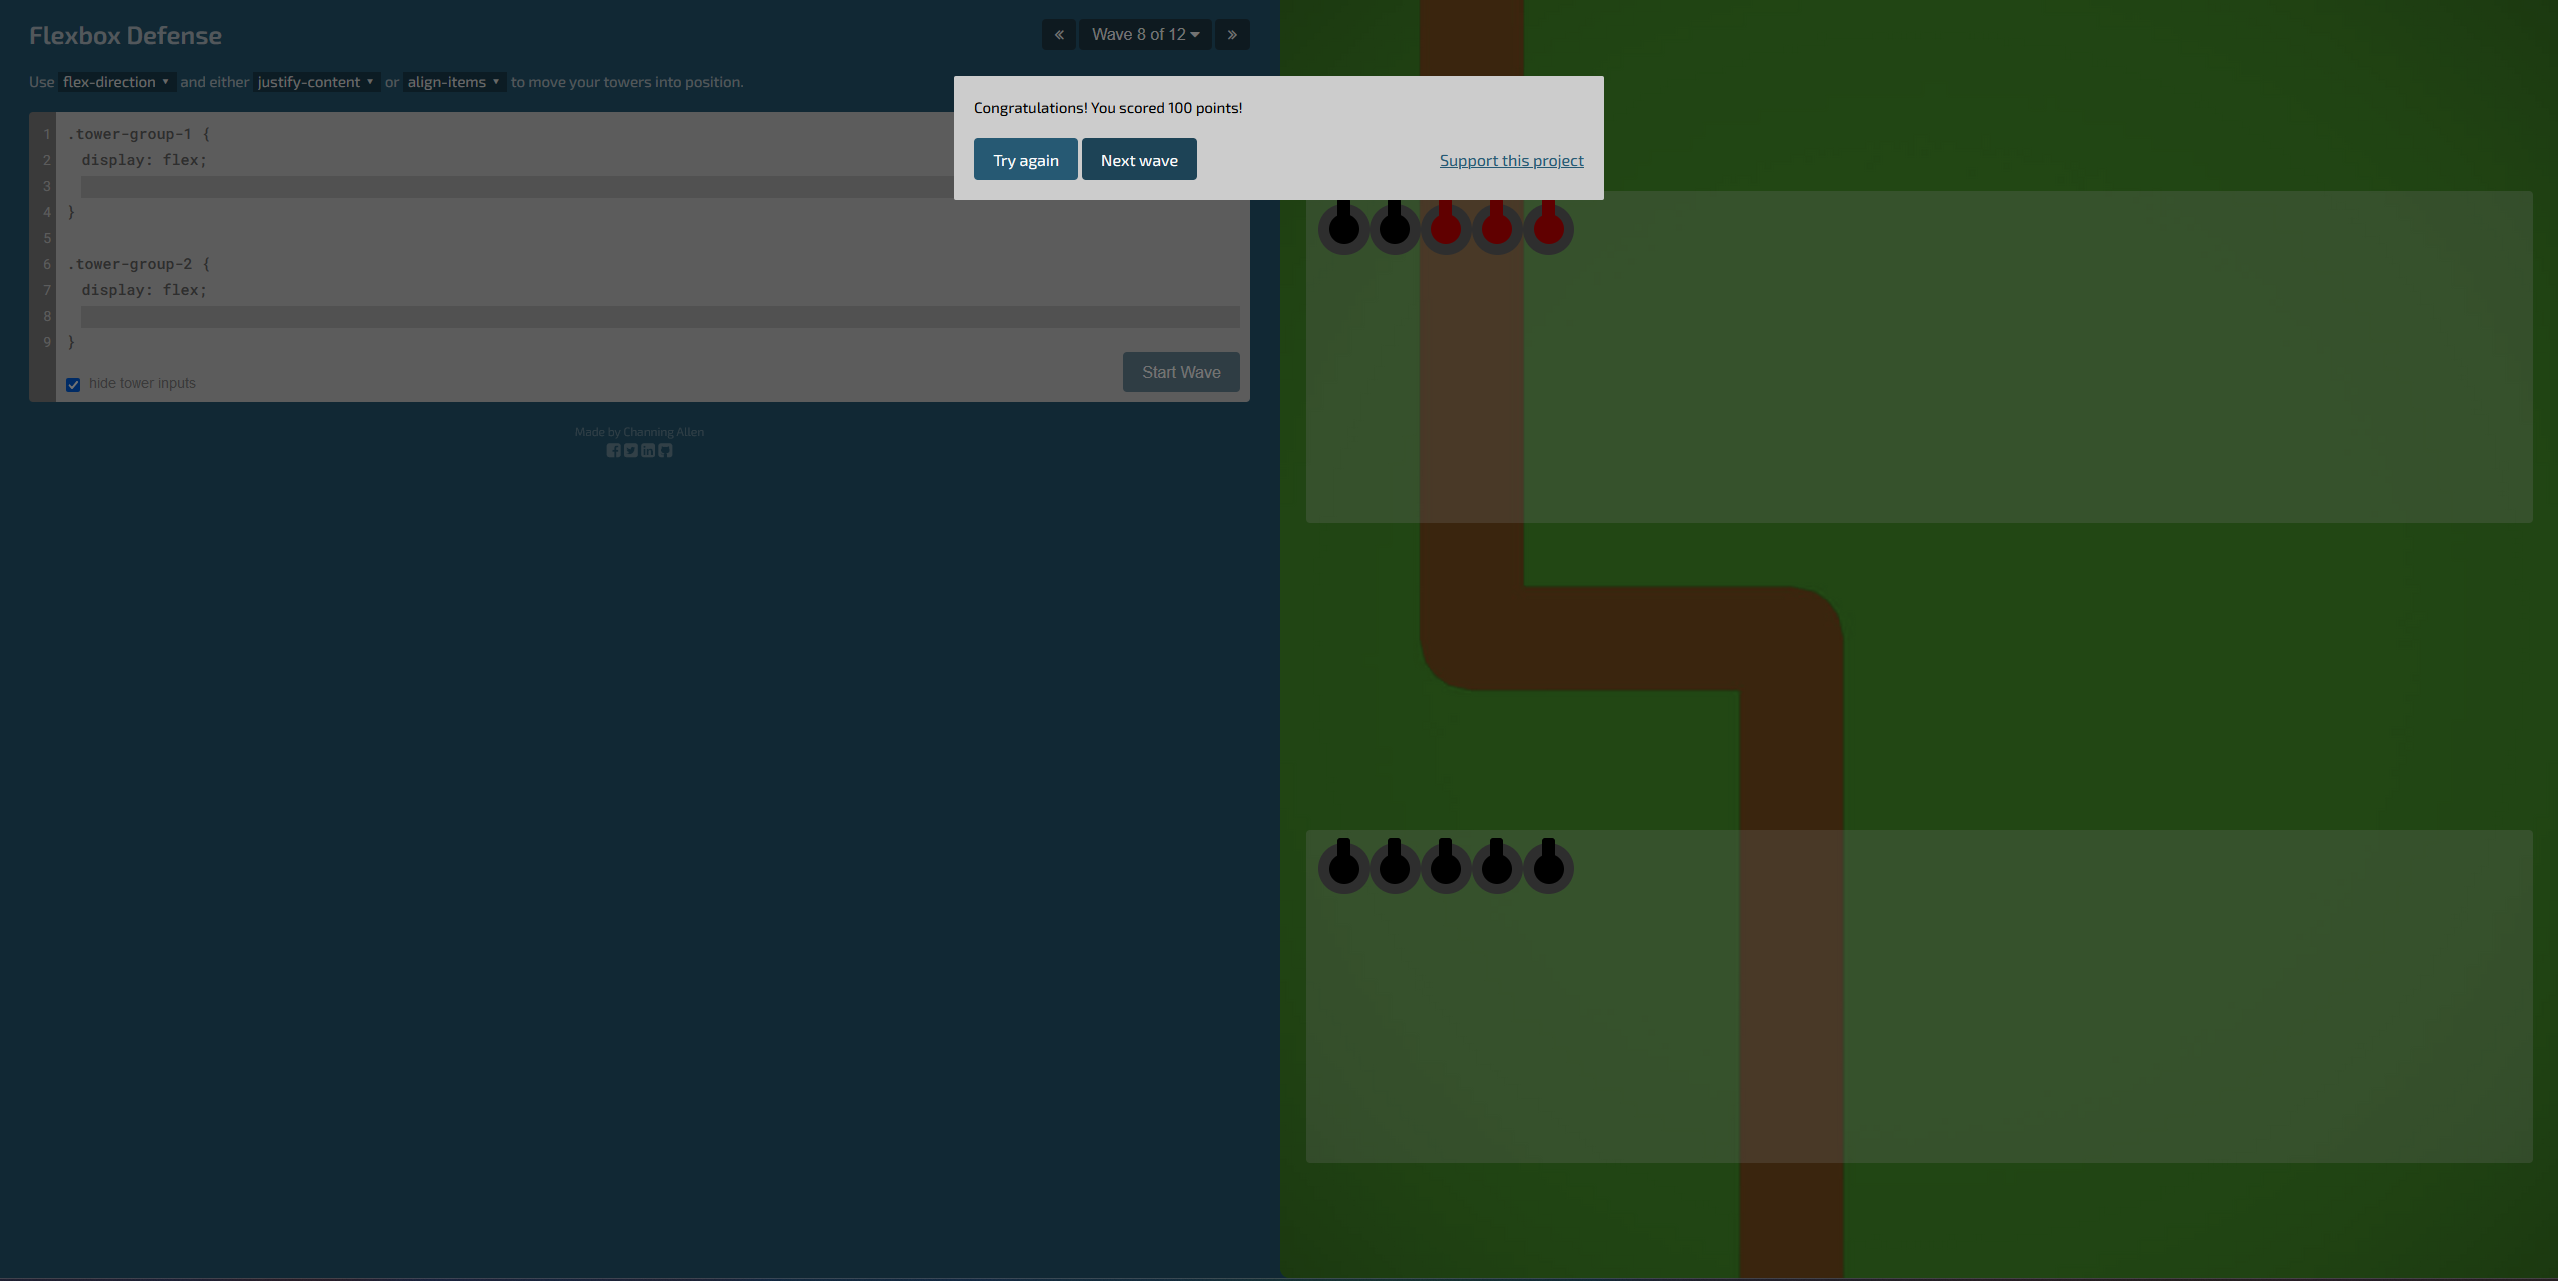 Flexbox Defense
« Wave 8 of 12 »
Use flex-direction and either justify-content or align-items to move your towers into position.
Congratulations! You scored 100 points!
Try again Next wave Support this project
1 .tower-group-1 {
2 display: flex;
3
4 }
5
6 .tower-group-2 {
7 display: flex;
8
9 }
hide tower inputs Start Wave
Made by Channing Allen